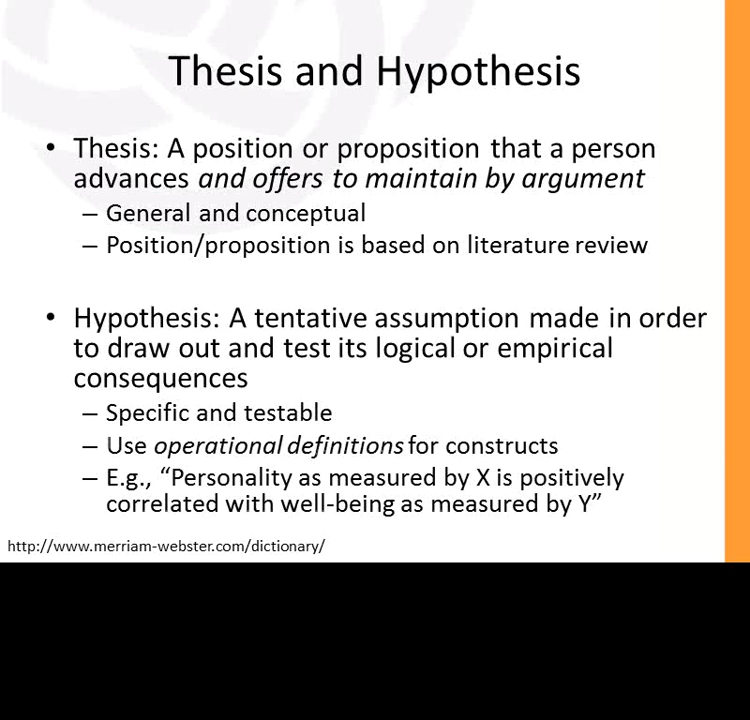 Thesis and Hypothesis
• Thesis: A position or proposition that a person
advances and offers to maintain by argument
– General and conceptual
– Position/proposition is based on literature review
• Hypothesis: A tentative assumption made in order
to draw out and test its logical or empirical
consequences
– Specific and testable
– Use operational definitions for constructs
– E.g., “Personality as measured by X is positively
correlated with well-being as measured by Y”
http://www.merriam-webster.com/dictionary/